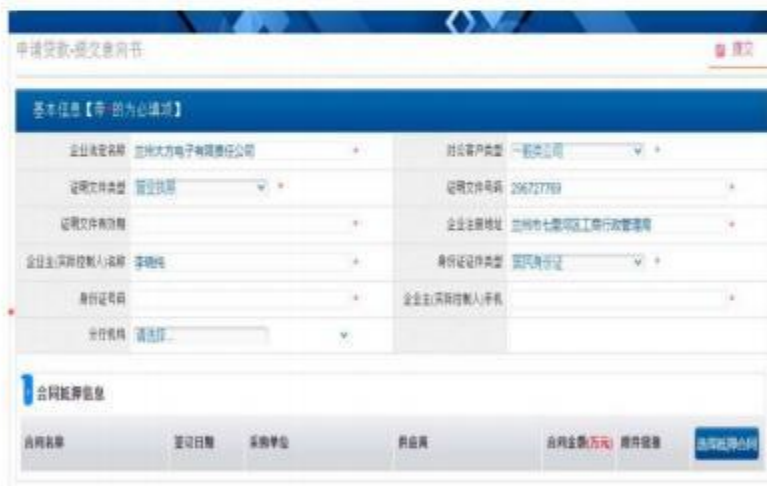 申请贷款-提交意向书 提交
基本信息【带*的为必填项】
企业法定名称 兰州大方电子有限责任公司 * 对公客户类型 一般类公司 *
证明文件类型 营业执照 * 证明文件号码 296727769 *
证明文件有效期 * 企业注册地址 兰州市七里河区工商行政管理局 *
企业主(实际控制人)名称 李晓纯 * 身份证证件类型 居民身份证 *
身份证号码 * 企业主(实际控制人)手机 *
分行机构 请选择...
合同抵押信息
合同名称 签订日期 采购单位 供应商 合同金额(万元) 附件信息 选择抵押合同